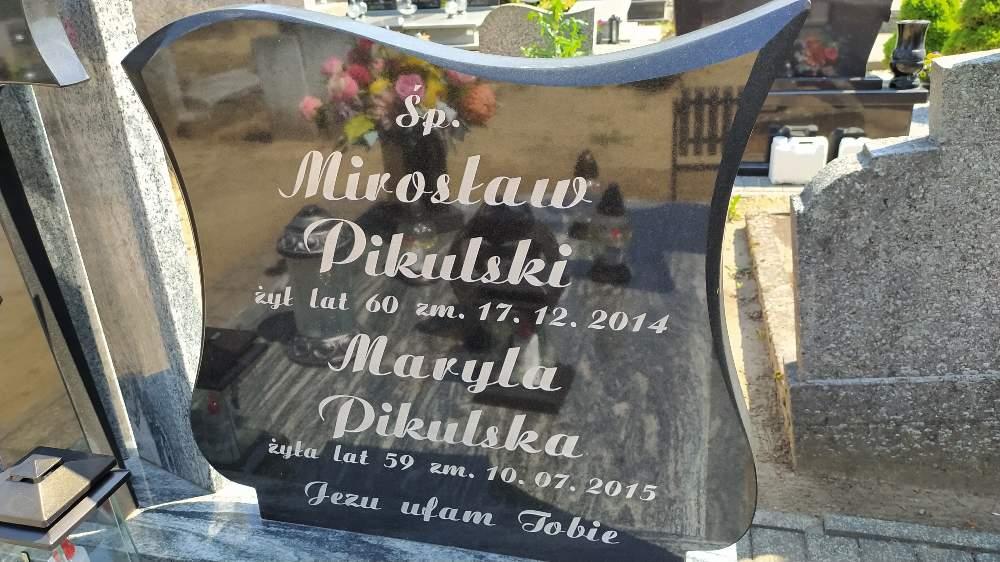 Śp.
Mirosław
Pikulski
żył lat 60 zm. 17. 12. 2014
Maryla
Pikulska
żyła lat 59 zm. 10. 07. 2015
Jezu ufam Tobie